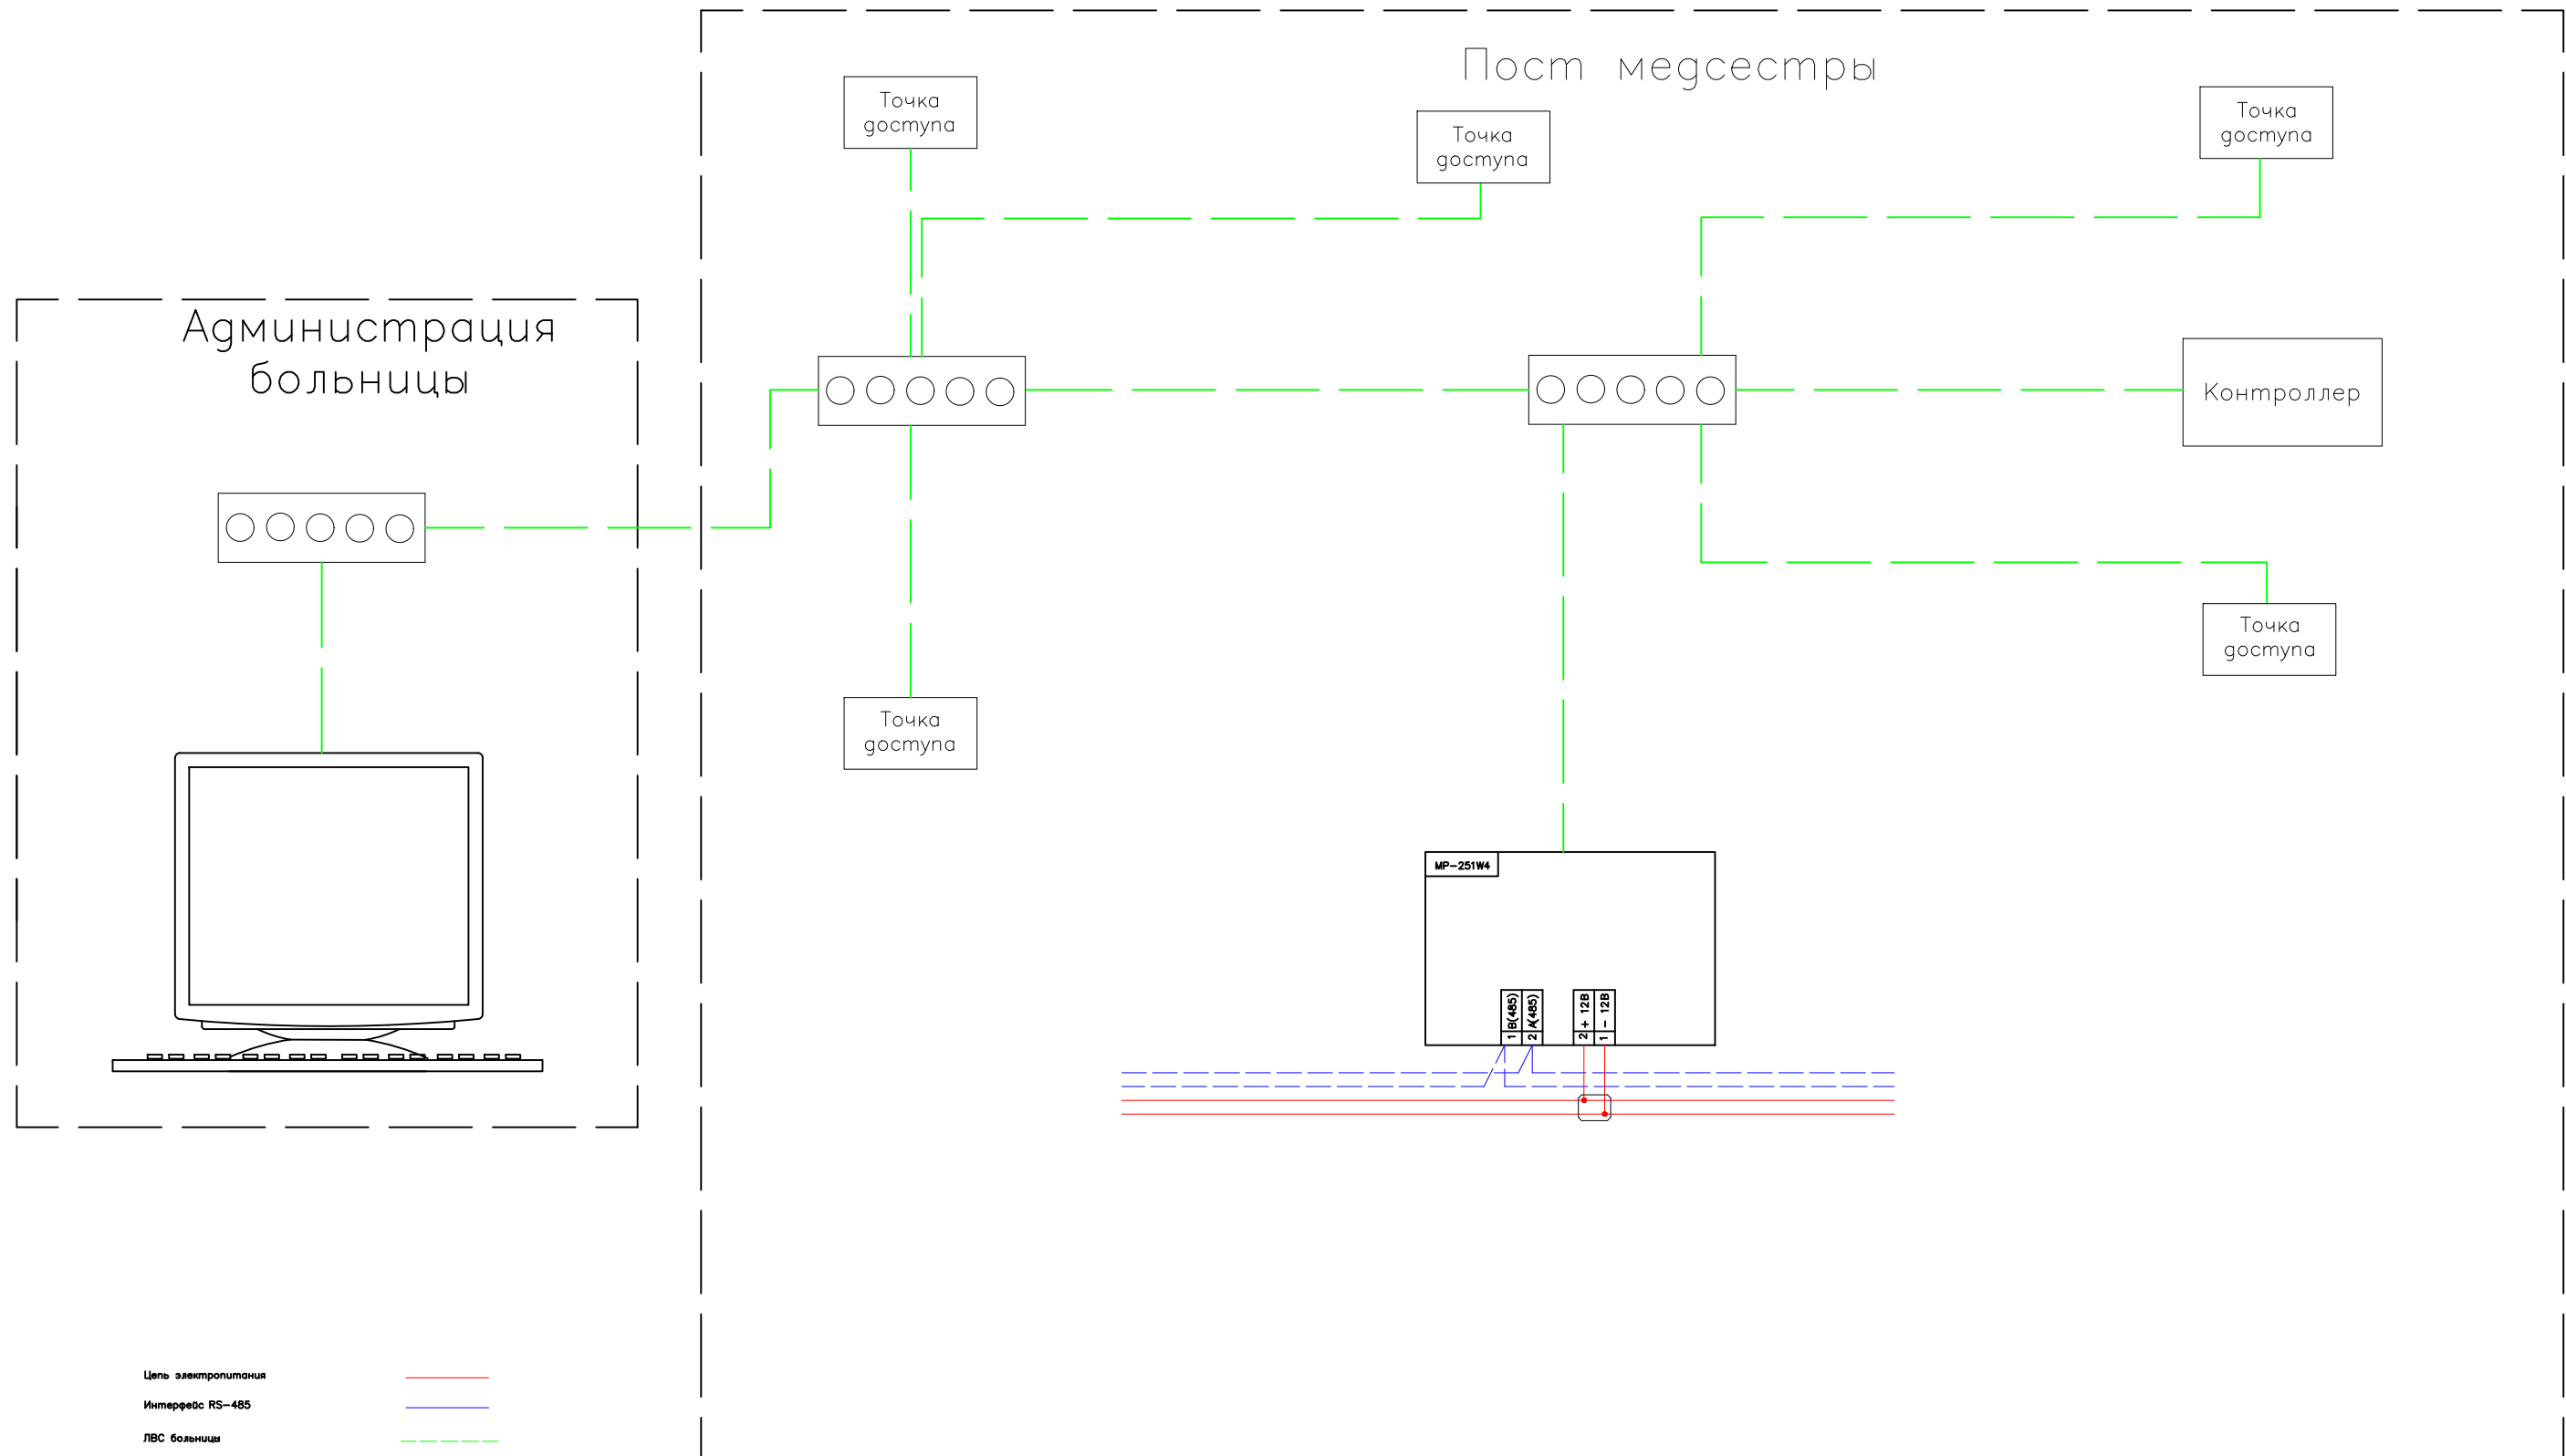 Пост медсестры
Точка
доступа
Точка
доступа
Точка
доступа
Администрация
больницы
Контроллер
Точка
доступа
Точка
доступа
MP-251W4
1 B(485)
2 A(485)
2 + 12В
1 - 12В
Цепь электропитания
Интерфейс RS-485
ЛВС больницы